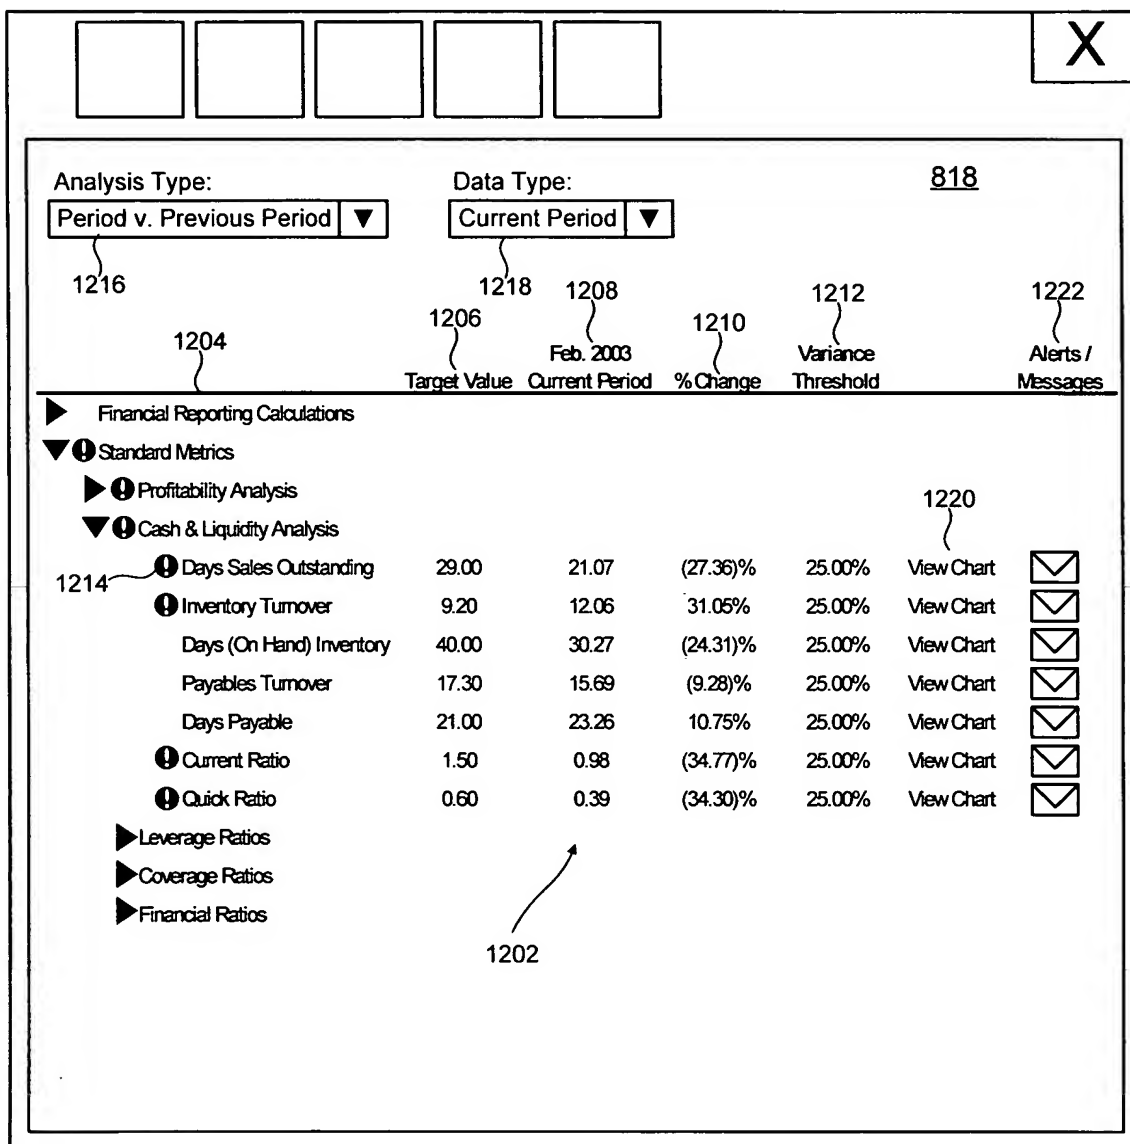 X
818
Analysis Type: Data Type:
Period v. Previous Period ▼ Current Period ▼
1216 1218 1208 1212 1222
1204 1206 1210
Feb. 2003 Variance Alerts /
Target Value Current Period % Change Threshold Messages
Financial Reporting Calculations
Standard Metrics
Profitability Analysis
1220
Cash & Liquidity Analysis
1214 Days Sales Outstanding 29.00 21.07 (27.36)% 25.00% View Chart
Inventory Turnover 9.20 12.06 31.05% 25.00% View Chart
Days (On Hand) Inventory 40.00 30.27 (24.31)% 25.00% View Chart
Payables Turnover 17.30 15.69 (9.28)% 25.00% View Chart
Days Payable 21.00 23.26 10.75% 25.00% View Chart
Current Ratio 1.50 0.98 (34.77)% 25.00% View Chart
Quick Ratio 0.60 0.39 (34.30)% 25.00% View Chart
Leverage Ratios
Coverage Ratios
Financial Ratios
1202